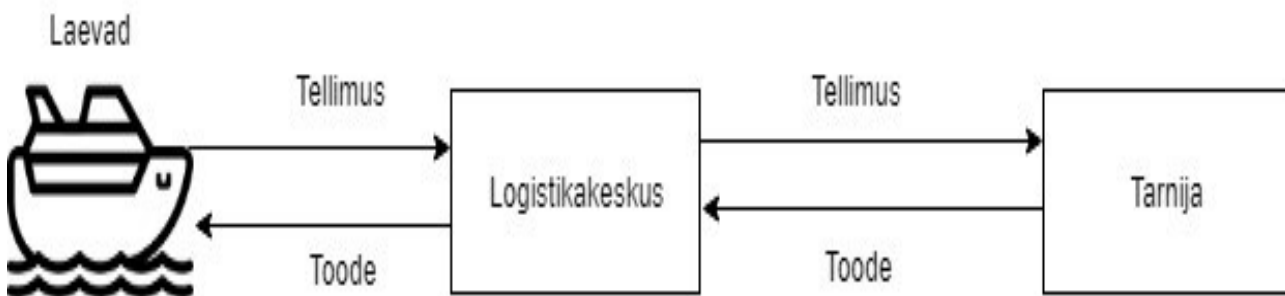 Laevad
Tellimus
Tellimus
Logistikakeskus
Tarnija
Toode
Toode